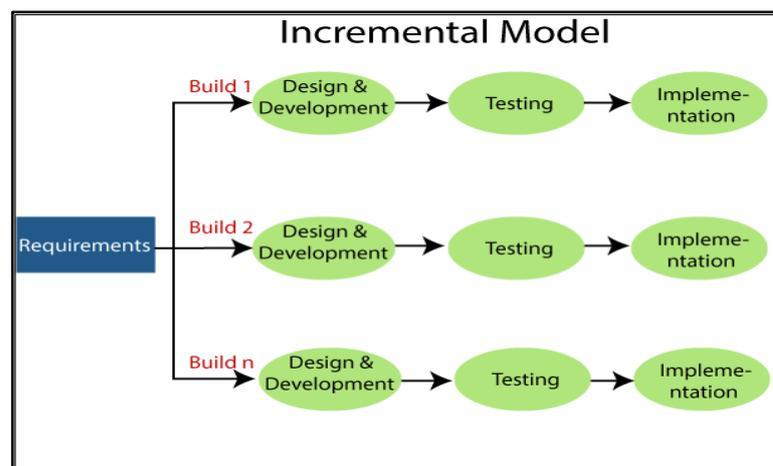 Incremental Model
Build 1
Design &
Development
Testing
Impleme-
ntation
Requirements
Build 2
Design &
Development
Testing
Impleme-
ntation
Build n
Design &
Development
Testing
Impleme-
ntation